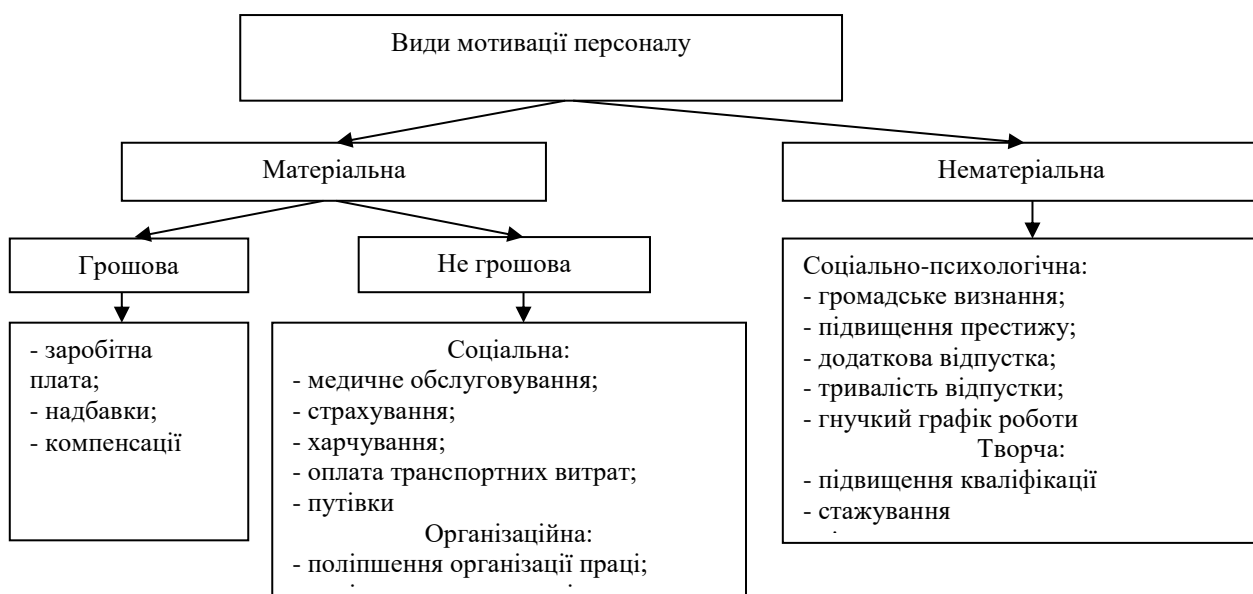 Види мотивації персоналу
Матеріальна
Нематеріальна
Грошова
Не грошова
- заробітна
плата;
- надбавки;
- компенсації
Соціальна:
- медичне обслуговування;
- страхування;
- харчування;
- оплата транспортних витрат;
- путівки
Організаційна:
- поліпшення організації праці;
Соціально-психологічна:
- громадське визнання;
- підвищення престижу;
- додаткова відпустка;
- тривалість відпустки;
- гнучкий графік роботи
Творча:
- підвищення кваліфікації
- стажування